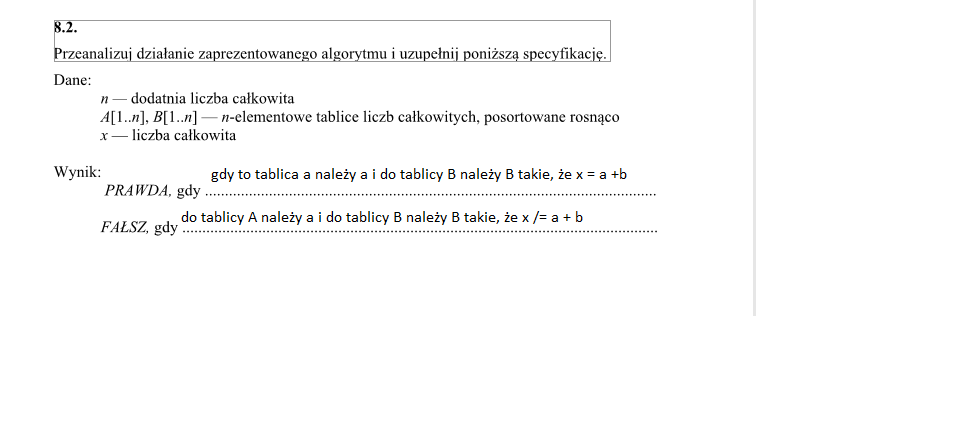 8.2.
Przeanalizuj działanie zaprezentowanego algorytmu i uzupełnij poniższą specyfikację.
Dane:
n — dodatnia liczba całkowita
A[1..n], B[1..n] — n-elementowe tablice liczb całkowitych, posortowane rosnąco
x — liczba całkowita
Wynik:
gdy to tablica a należy a i do tablicy B należy B takie, że x = a +b
PRAWDA, gdy ....................................................................................................
do tablicy A należy a i do tablicy B należy B takie, że x /= a + b
FAŁSZ, gdy ....................................................................................................